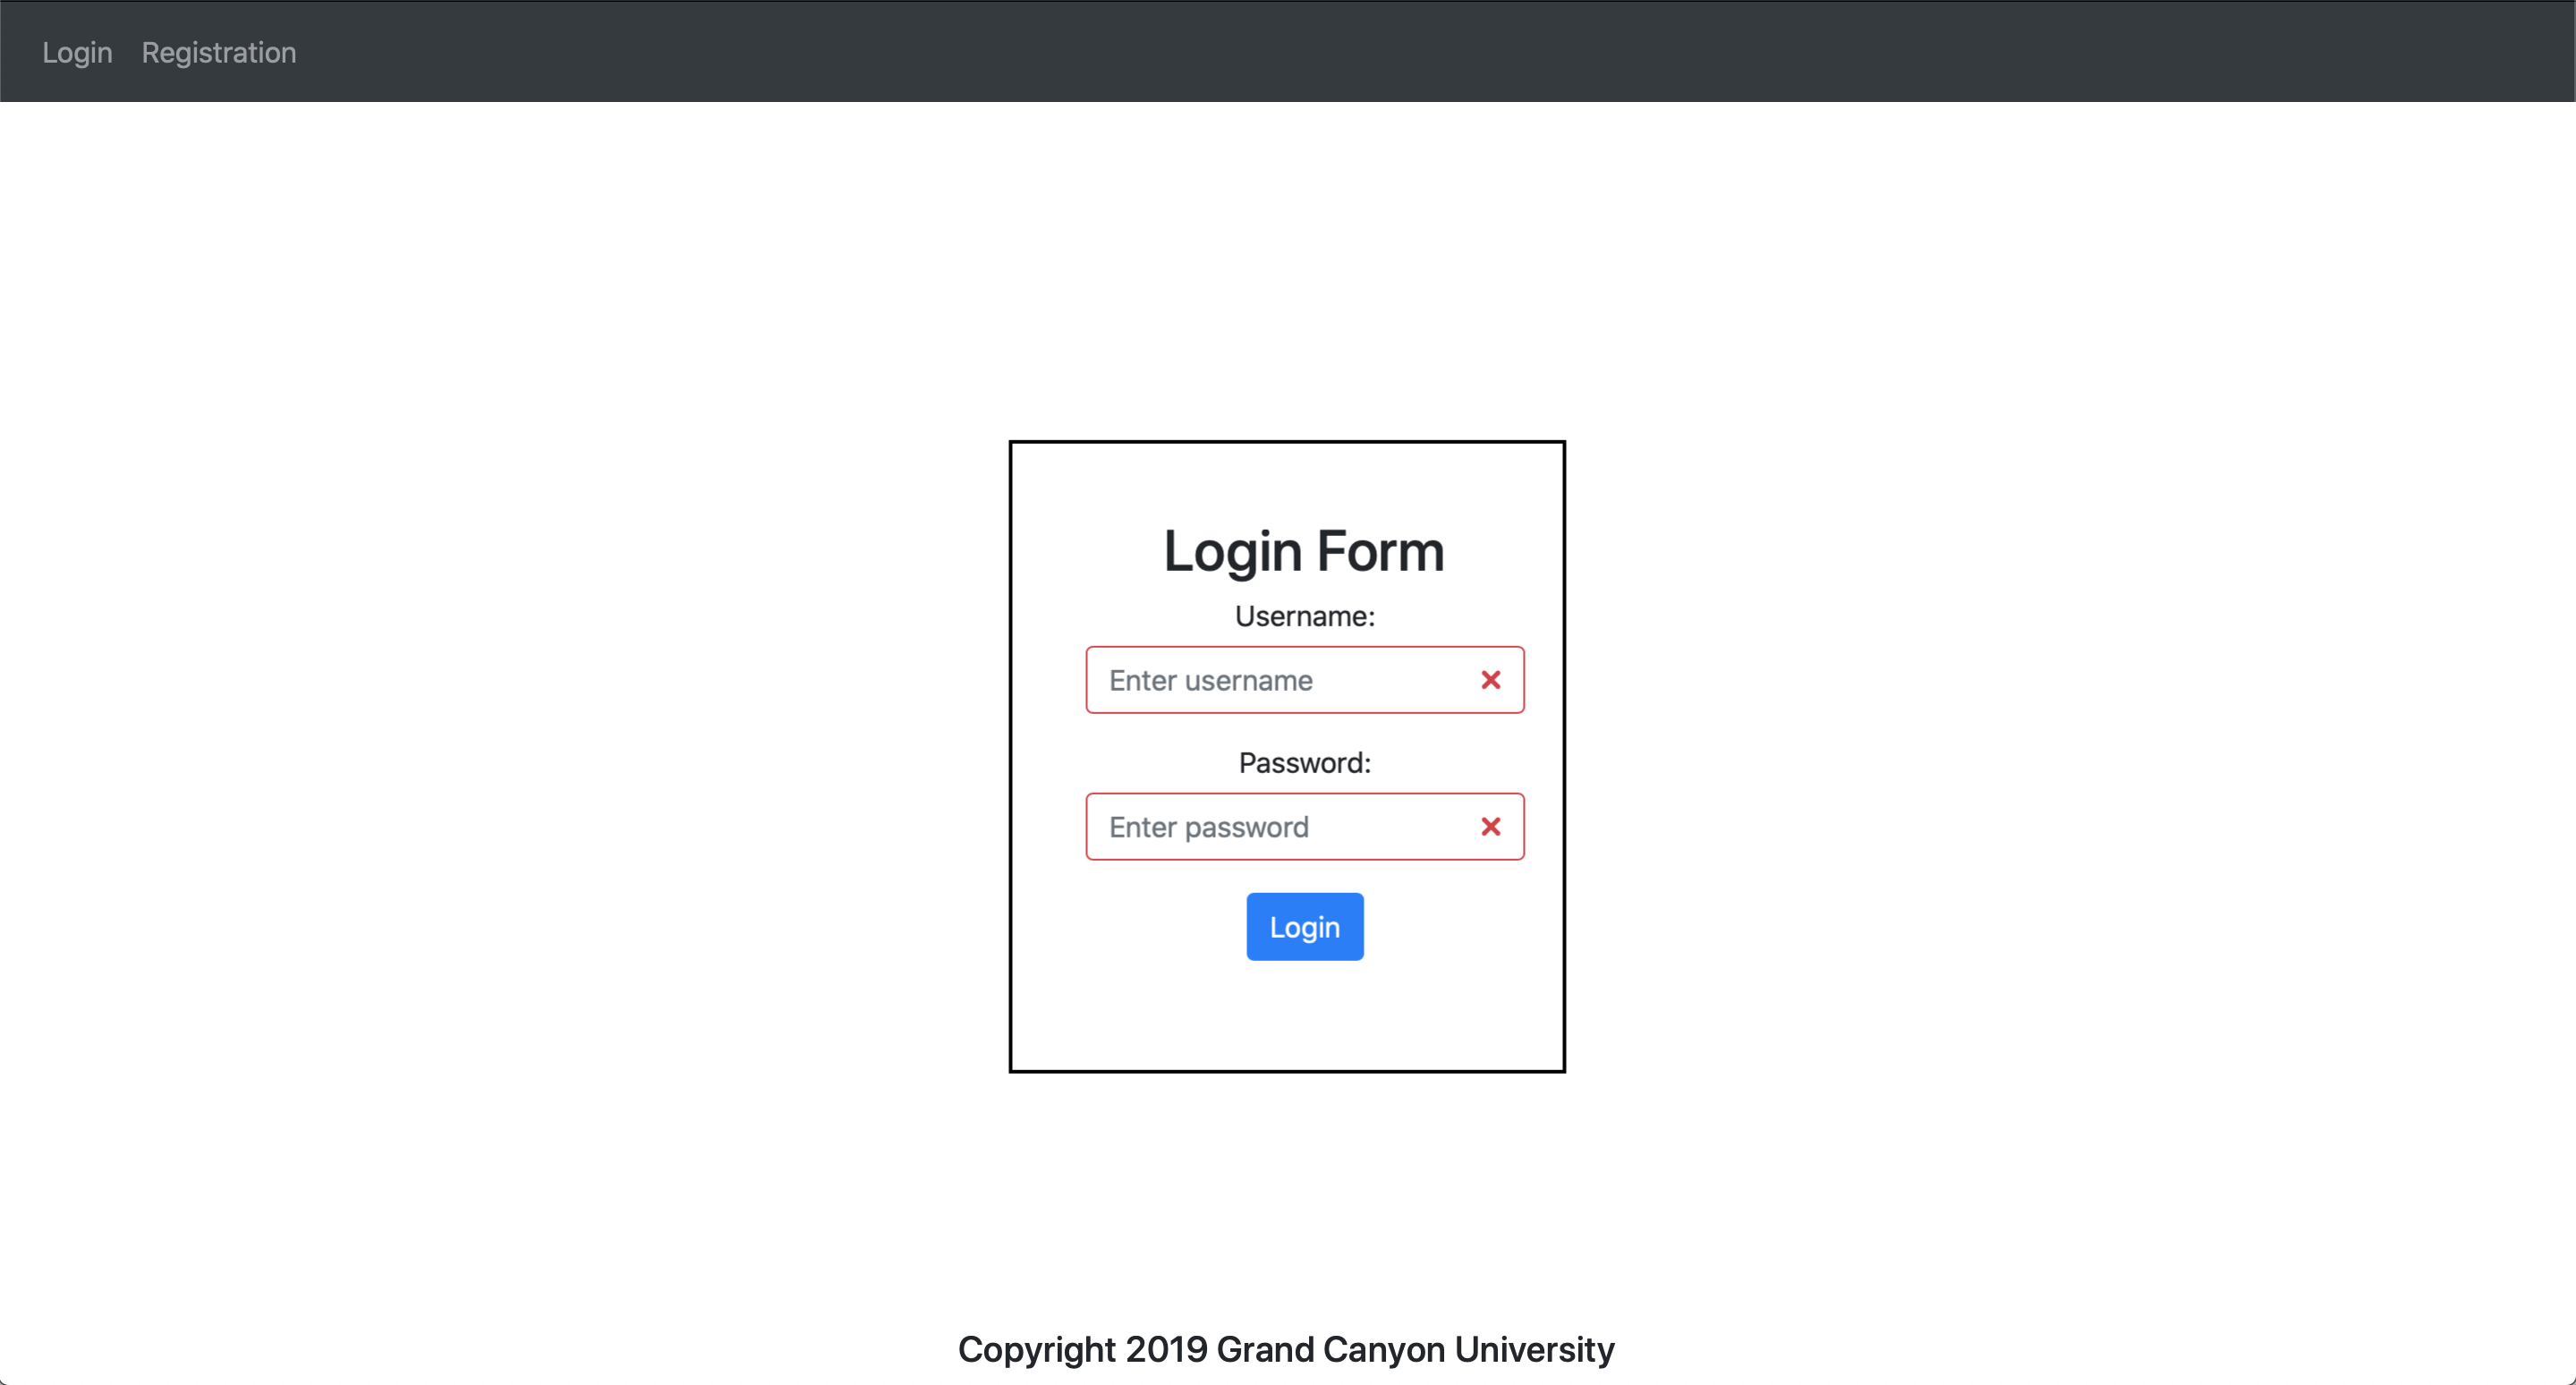 Login Registration
Login Form
Username:
Enter username
Password:
Enter password
Login
Copyright 2019 Grand Canyon University